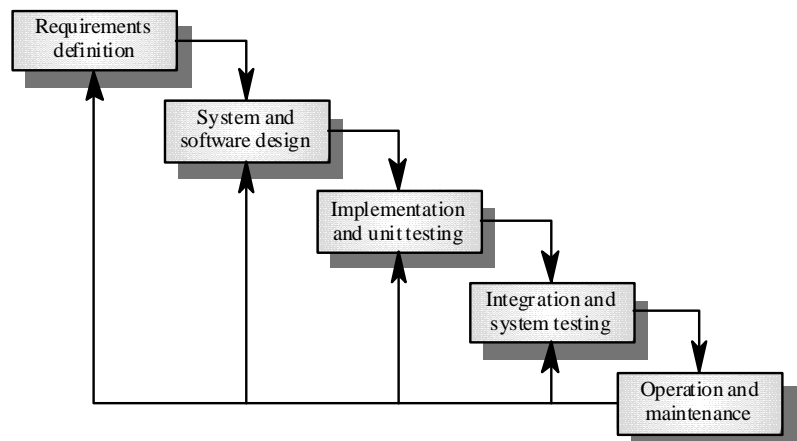 Requirements
definition
System and
software design
Implementation
and unit testing
Integration and
system testing
Operation and
maintenance